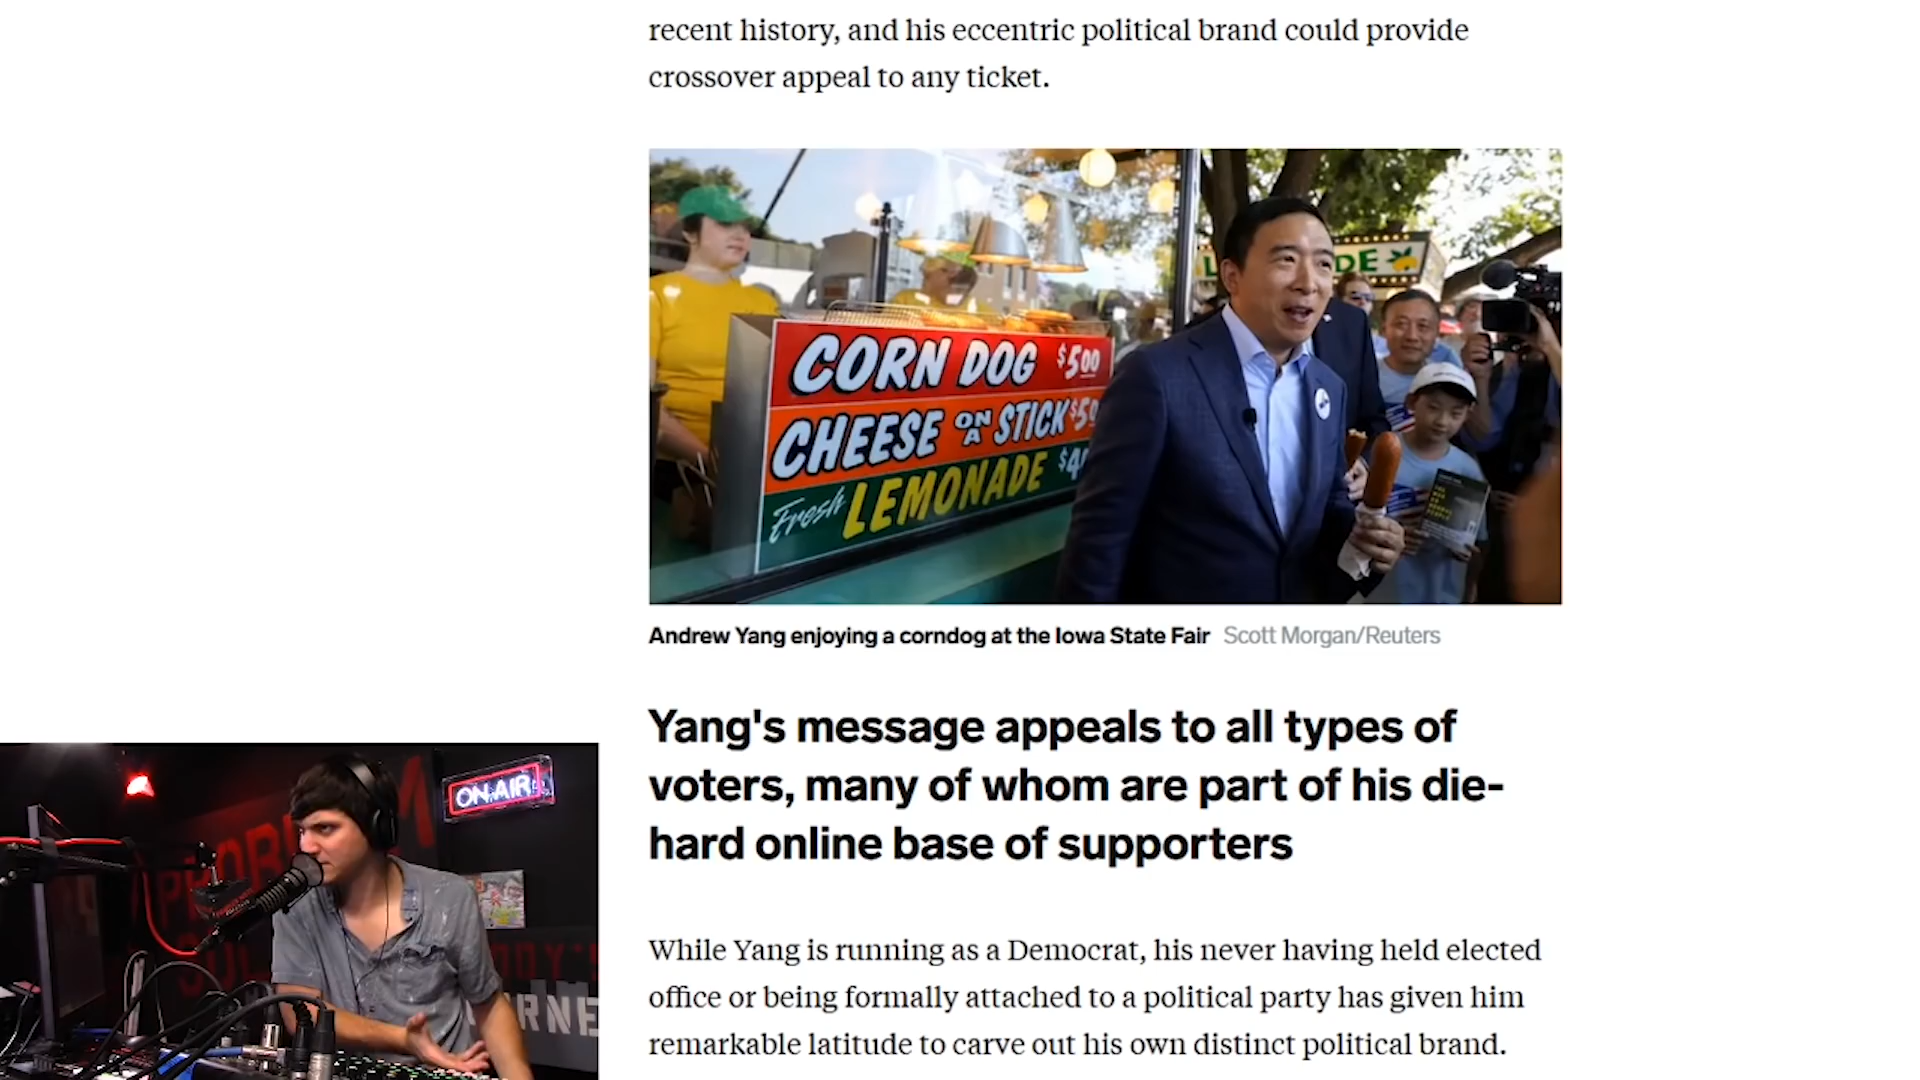 recent history, and his eccentric political brand could provide
crossover appeal to any ticket.
CORN DOG $5.00
CHEESE ON A STICK $5
Fresh LEMONADE $4
DE
Andrew Yang enjoying a corndog at the Iowa State Fair Scott Morgan/Reuters
Yang's message appeals to all types of
voters, many of whom are part of his die-
hard online base of supporters
ON AIR
While Yang is running as a Democrat, his never having held elected
office or being formally attached to a political party has given him
remarkable latitude to carve out his own distinct political brand.